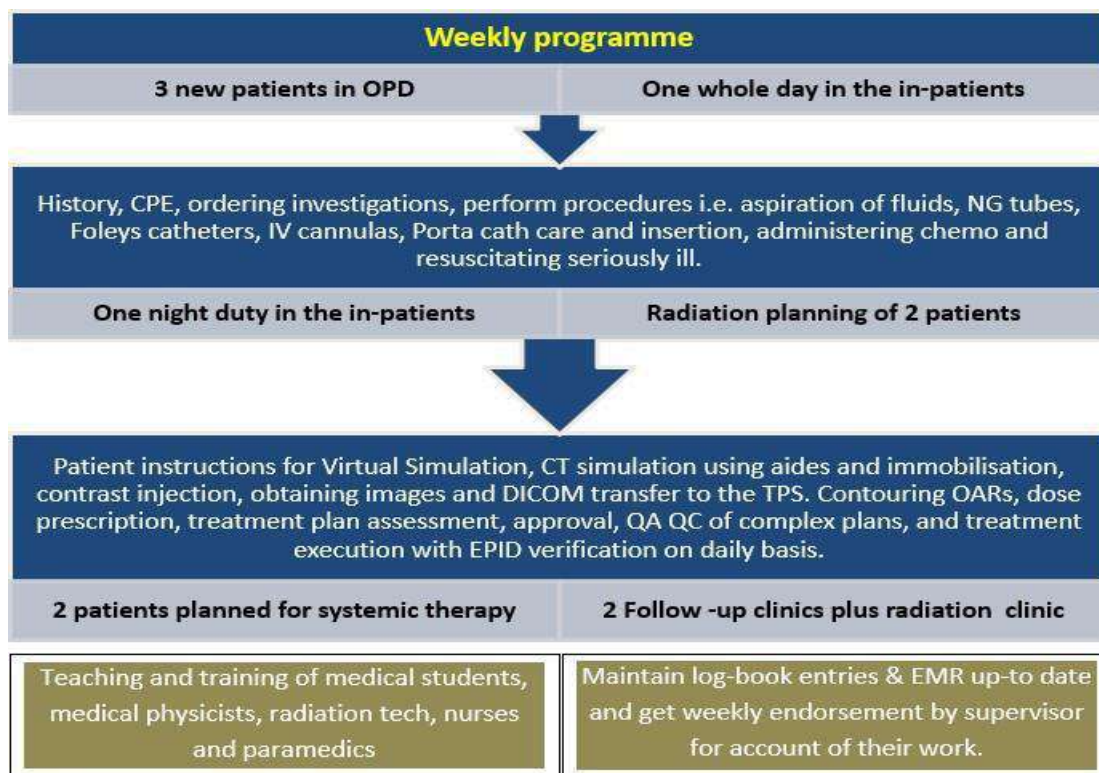 Weekly programme
3 new patients in OPD
One whole day in the in-patients
History, CPE, ordering investigations, perform procedures i.e. aspiration of fluids, NG tubes,
Foleys catheters, IV cannulas, Porta cath care and insertion, administering chemo and
resuscitating seriously ill.
One night duty in the in-patients
Radiation planning of 2 patients
Patient instructions for Virtual Simulation, CT simulation using aides and immobilisation,
contrast injection, obtaining images and DICOM transfer to the TPS. Contouring OARs, dose
prescription, treatment plan assessment, approval, QA QC of complex plans, and treatment
execution with EPID verification on daily basis.
2 patients planned for systemic therapy
2 Follow -up clinics plus radiation clinic
Teaching and training of medical students,
medical physicists, radiation tech, nurses
and paramedics
Maintain log-book entries & EMR up-to date
and get weekly endorsement by supervisor
for account of their work.